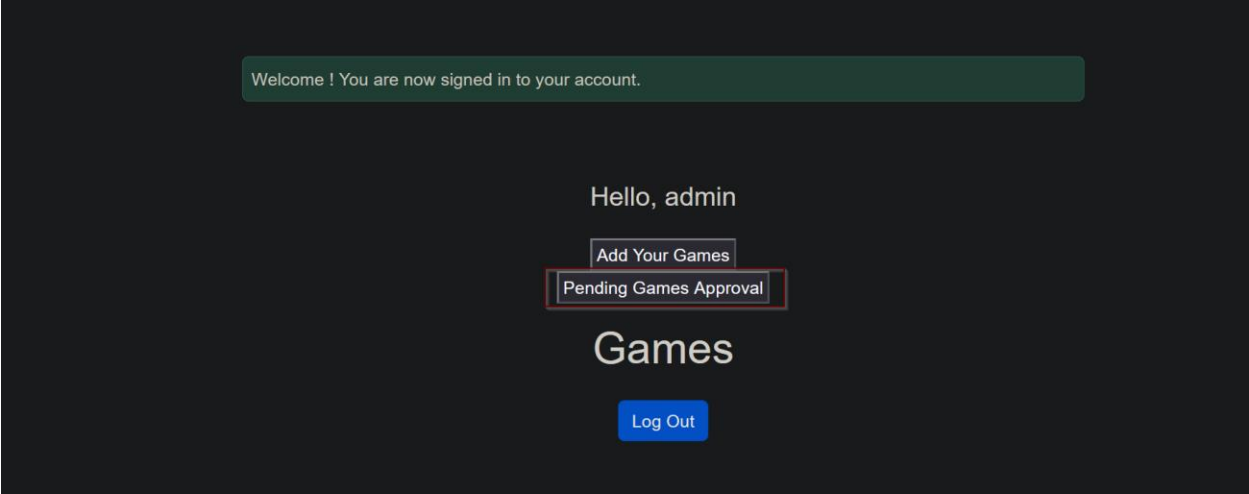 Welcome ! You are now signed in to your account.
Hello, admin
Add Your Games
Pending Games Approval
Games
Log Out